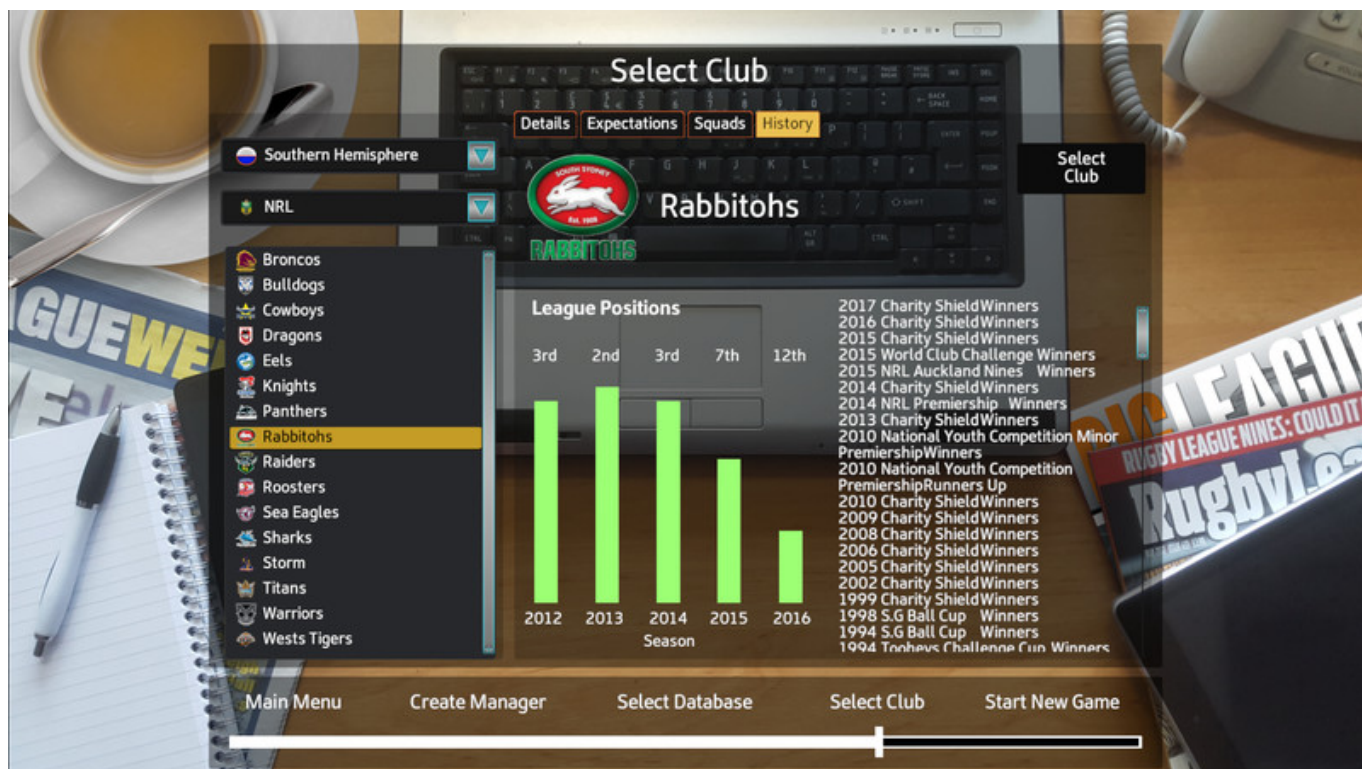 Select Club
Details Expectations Squads History
Southern Hemisphere
NRL
Select
Club
SOUTH SYDNEY
Est. 1908
RABBITOHS
Rabbitohs
Broncos
Bulldogs
Cowboys
Dragons
Eels
Knights
Panthers
Rabbitohs
Raiders
Roosters
Sea Eagles
Sharks
Storm
Titans
Warriors
Wests Tigers
League Positions
3rd 2nd 3rd 7th 12th
2012 2013 2014 2015 2016
Season
2017 Charity ShieldWinners
2016 Charity ShieldWinners
2015 Charity ShieldWinners
2015 World Club Challenge Winners
2015 NRL Auckland Nines Winners
2014 Charity ShieldWinners
2014 NRL Premiership Winners
2013 Charity ShieldWinners
2010 National Youth Competition Minor
PremiershipWinners
2010 National Youth Competition
PremiershipRunners Up
2010 Charity ShieldWinners
2009 Charity ShieldWinners
2008 Charity ShieldWinners
2006 Charity ShieldWinners
2005 Charity ShieldWinners
2002 Charity ShieldWinners
1999 Charity ShieldWinners
1998 S.G Ball Cup Winners
1994 S.G Ball Cup Winners
1994 Tooheys Challenge Cup Winners
RUGBY LEAGUE NINES: COULD IT
Main Menu Create Manager Select Database Select Club Start New Game